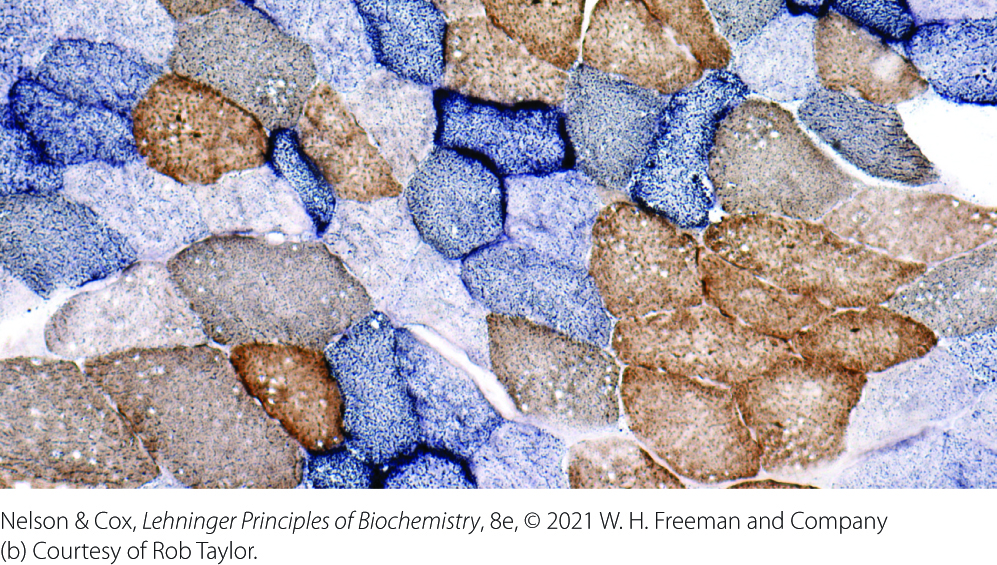 Nelson & Cox, Lehninger Principles of Biochemistry, 8e, © 2021 W. H. Freeman and Company
(b) Courtesy of Rob Taylor.